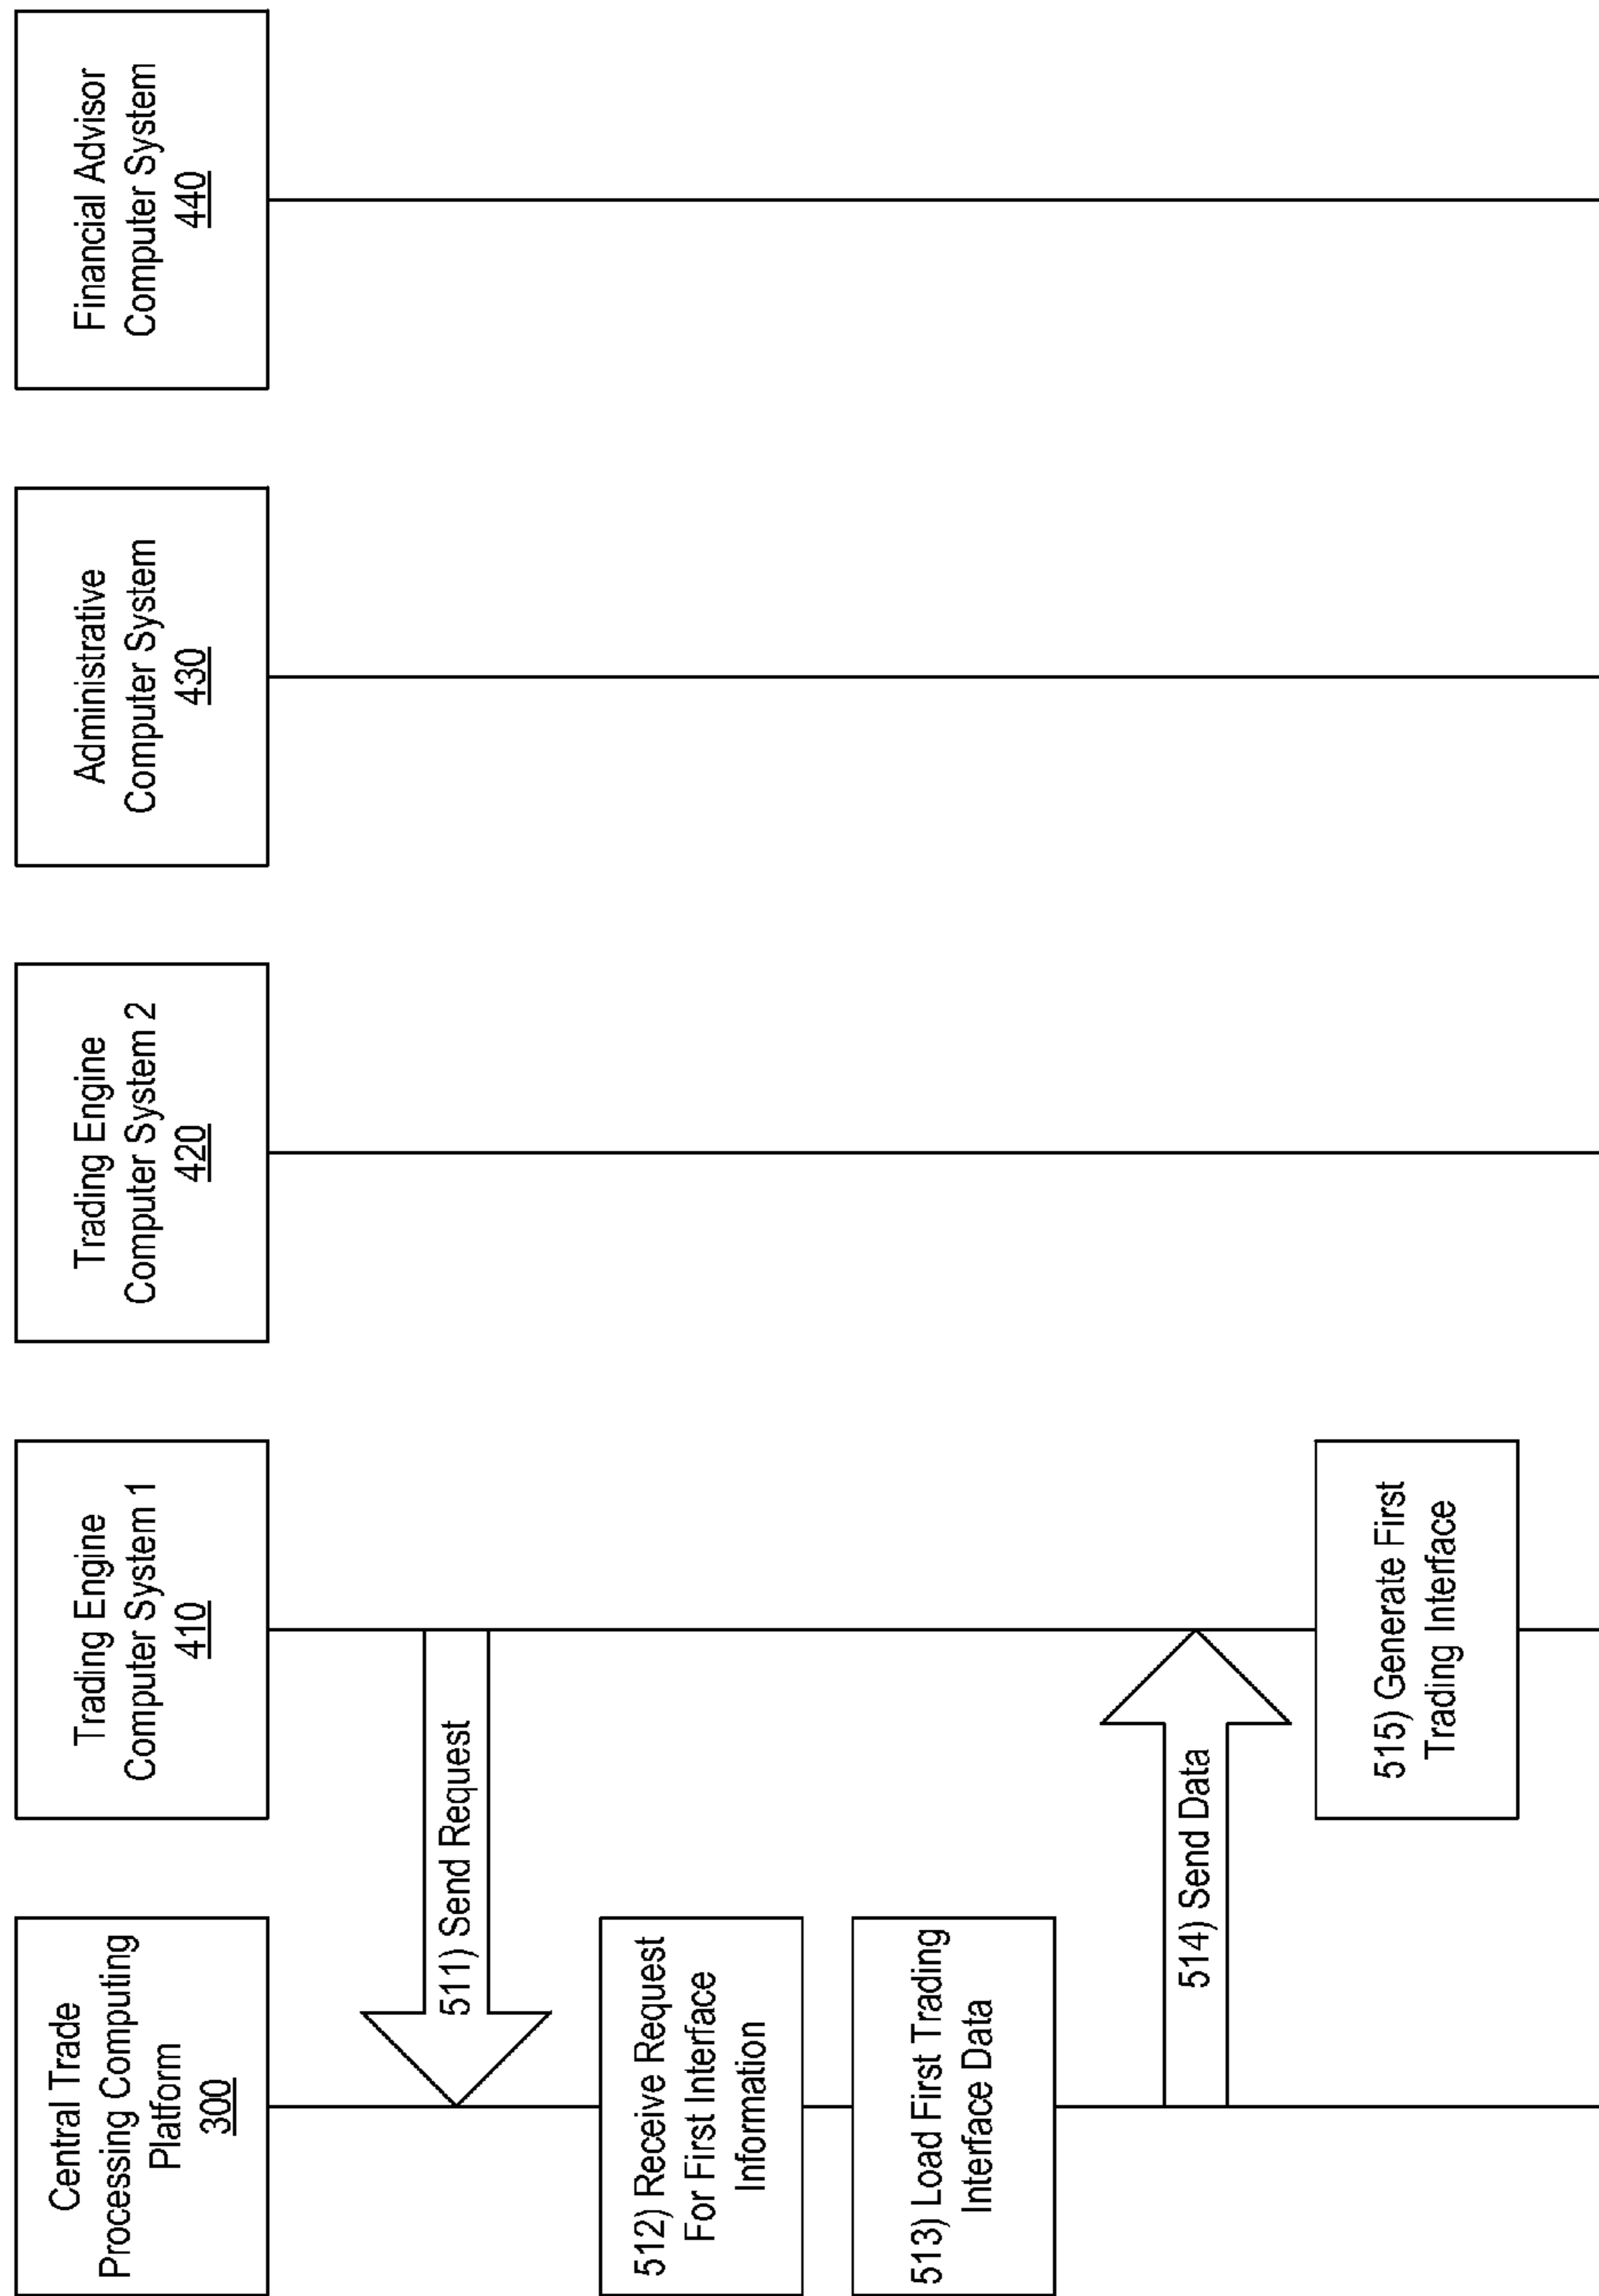 Central Trade
Processing Computing
Platform
300
Trading Engine
Computer System 1
410
Trading Engine
Computer System 2
420
Administrative
Computer System
430
Financial Advisor
Computer System
440
511) Send Request
512) Receive Request
For First Interface
Information
513) Load First Trading
Interface Data
514) Send Data
515) Generate First
Trading Interface